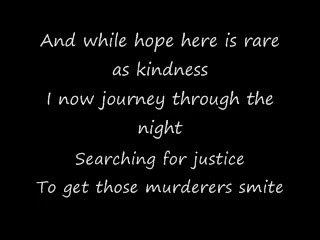 And while hope here is rare
as kindness
I now journey through the
night
Searching for justice
To get those murderers smite